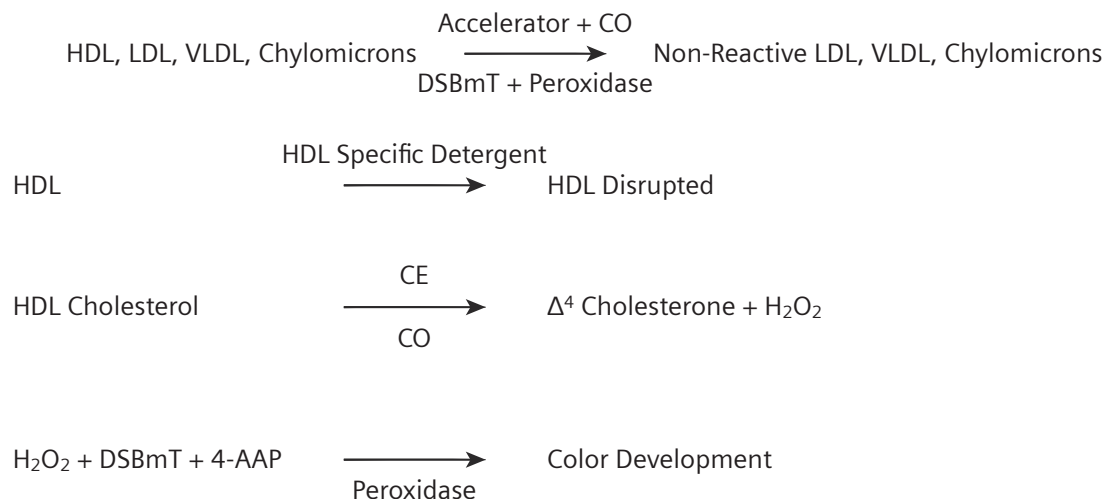 Accelerator + CO
HDL, LDL, VLDL, Chylomicrons Non-Reactive LDL, VLDL, Chylomicrons
DSBmT + Peroxidase
HDL Specific Detergent
HDL HDL Disrupted
CE
HDL Cholesterol Δ⁴ Cholesterone + H₂O₂
CO
H₂O₂ + DSBmT + 4-AAP Color Development
Peroxidase